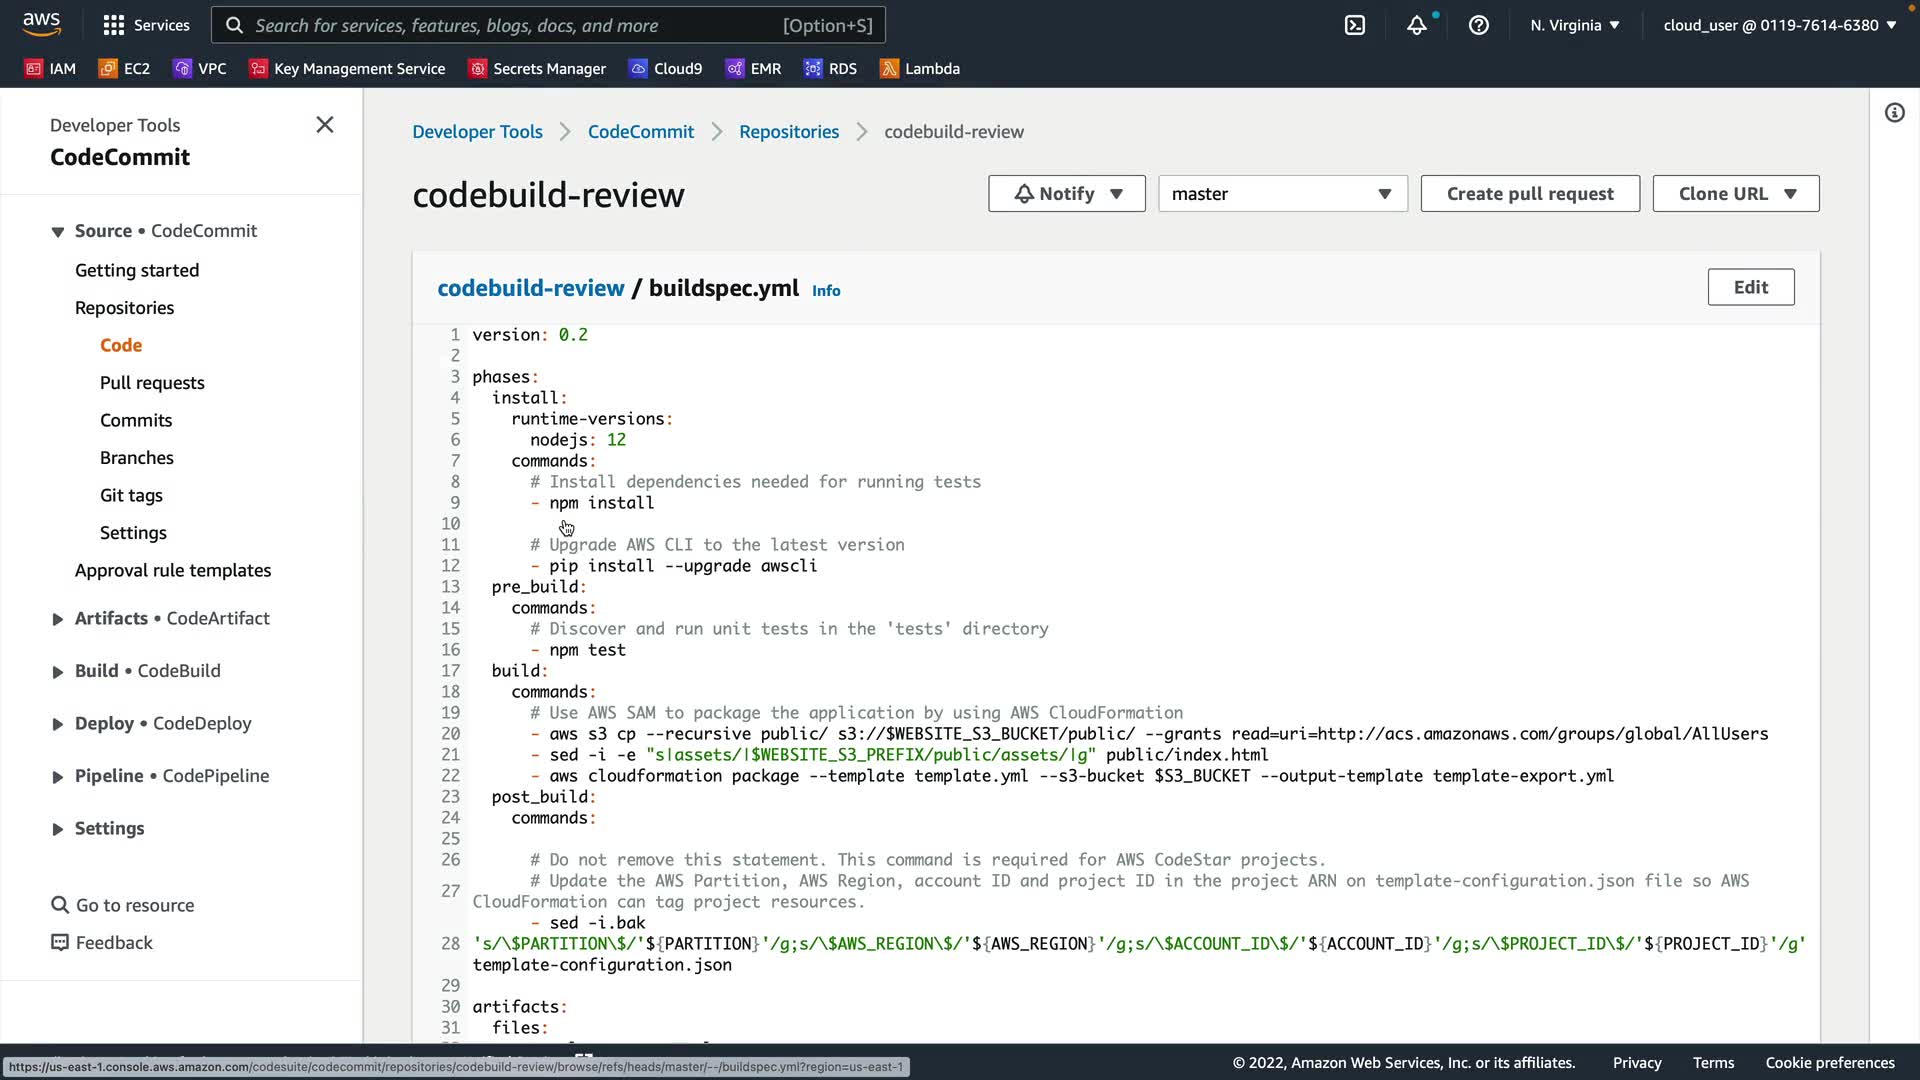 aws
Services
Search for services, features, blogs, docs, and more
[Option+S]
N. Virginia
cloud_user @ 0119-7614-6380
IAM
EC2
VPC
Key Management Service
Secrets Manager
Cloud9
EMR
RDS
Lambda
Developer Tools
CodeCommit
Source • CodeCommit
Getting started
Repositories
Code
Pull requests
Commits
Branches
Git tags
Settings
Approval rule templates
Artifacts • CodeArtifact
Build • CodeBuild
Deploy • CodeDeploy
Pipeline • CodePipeline
Settings
Go to resource
Feedback
Developer Tools
CodeCommit
Repositories
codebuild-review
codebuild-review
Notify
master
Create pull request
Clone URL
codebuild-review / buildspec.yml Info
Edit
1 version: 0.2
2
3 phases:
4 install:
5 runtime-versions:
6 nodejs: 12
7 commands:
8 # Install dependencies needed for running tests
9 - npm install
10
11 # Upgrade AWS CLI to the latest version
12 - pip install --upgrade awscli
13 pre_build:
14 commands:
15 # Discover and run unit tests in the 'tests' directory
16 - npm test
17 build:
18 commands:
19 # Use AWS SAM to package the application by using AWS CloudFormation
20 - aws s3 cp --recursive public/ s3://$WEBSITE_S3_BUCKET/public/ --grants read=uri=http://acs.amazonaws.com/groups/global/AllUsers
21 - sed -i -e "s|assets/|$WEBSITE_S3_PREFIX/public/assets/|g" public/index.html
22 - aws cloudformation package --template template.yml --s3-bucket $S3_BUCKET --output-template template-export.yml
23 post_build:
24 commands:
25
26 # Do not remove this statement. This command is required for AWS CodeStar projects.
27 # Update the AWS Partition, AWS Region, account ID and project ID in the project ARN on template-configuration.json file so AWS
CloudFormation can tag project resources.
- sed -i.bak
28 's/\$PARTITION\$/'${PARTITION}'/g;s/\$AWS_REGION\$/'${AWS_REGION}'/g;s/\$ACCOUNT_ID\$/'${ACCOUNT_ID}'/g;s/\$PROJECT_ID\$/'${PROJECT_ID}'/g'
template-configuration.json
29
30 artifacts:
31 files:
https://us-east-1.console.aws.amazon.com/codesuite/codecommit/repositories/codebuild-review/browse/refs/heads/master/--/buildspec.yml?region=us-east-1
© 2022, Amazon Web Services, Inc. or its affiliates.
Privacy
Terms
Cookie preferences